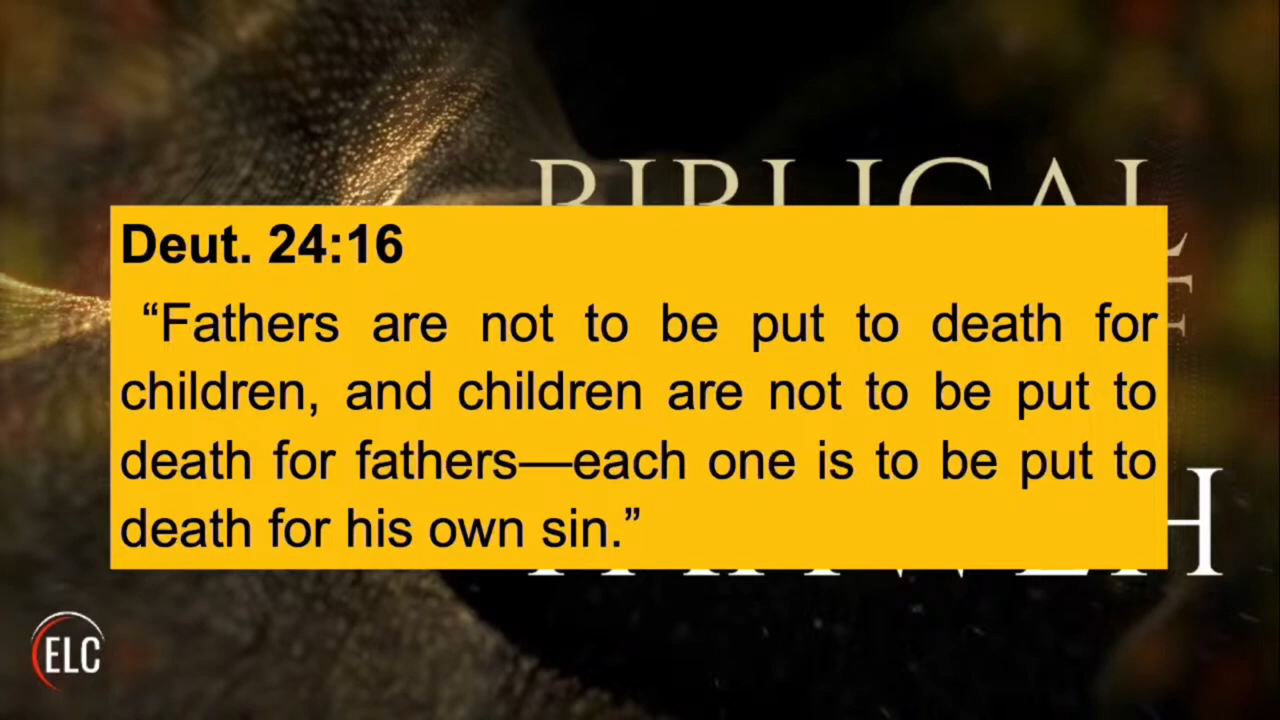 BIBLICAL
Deut. 24:16
“Fathers are not to be put to death for
children, and children are not to be put to
death for fathers—each one is to be put to
death for his own sin.”
ELC